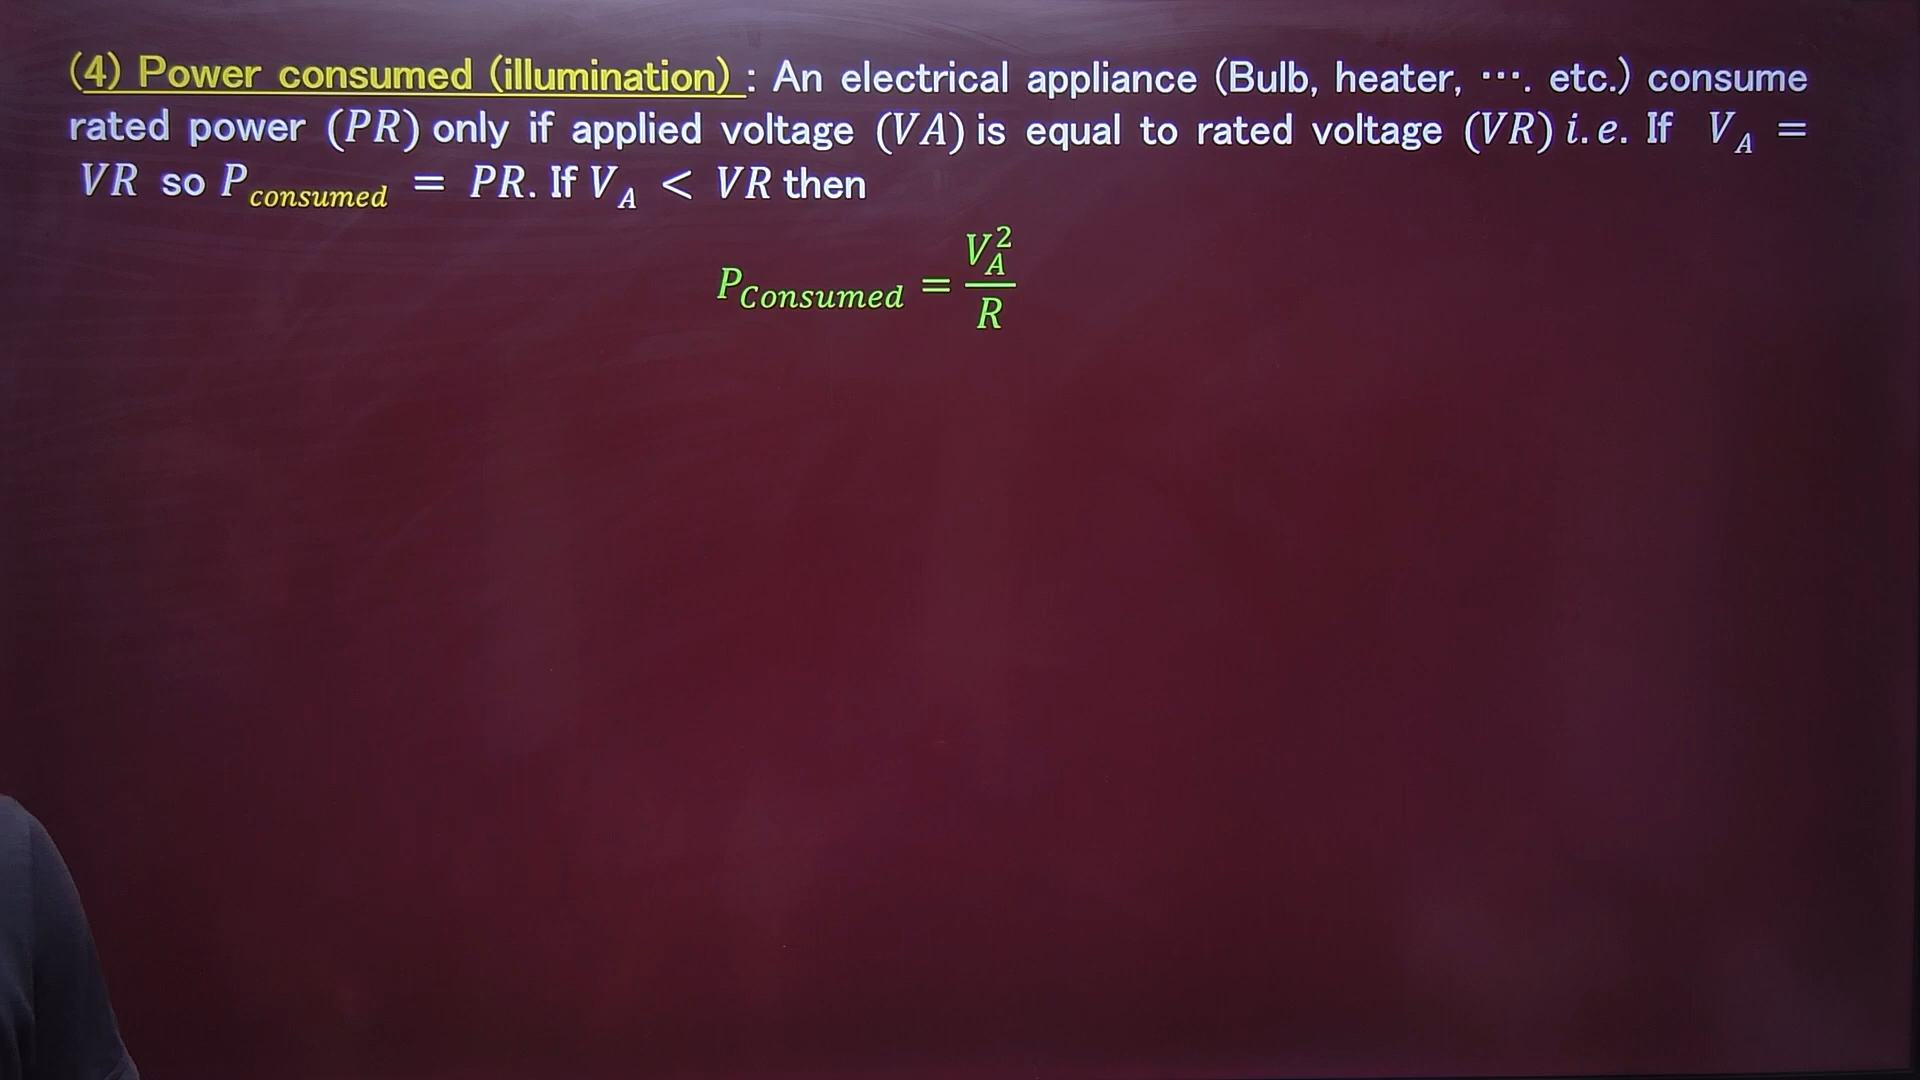 (4) Power consumed (illumination) : An electrical appliance (Bulb, heater, …. etc.) consume
rated power (PR) only if applied voltage (VA) is equal to rated voltage (VR) i.e. If V_A =
VR so P_consumed = PR. If V_A < VR then
P_Consumed = V_A^2 / R